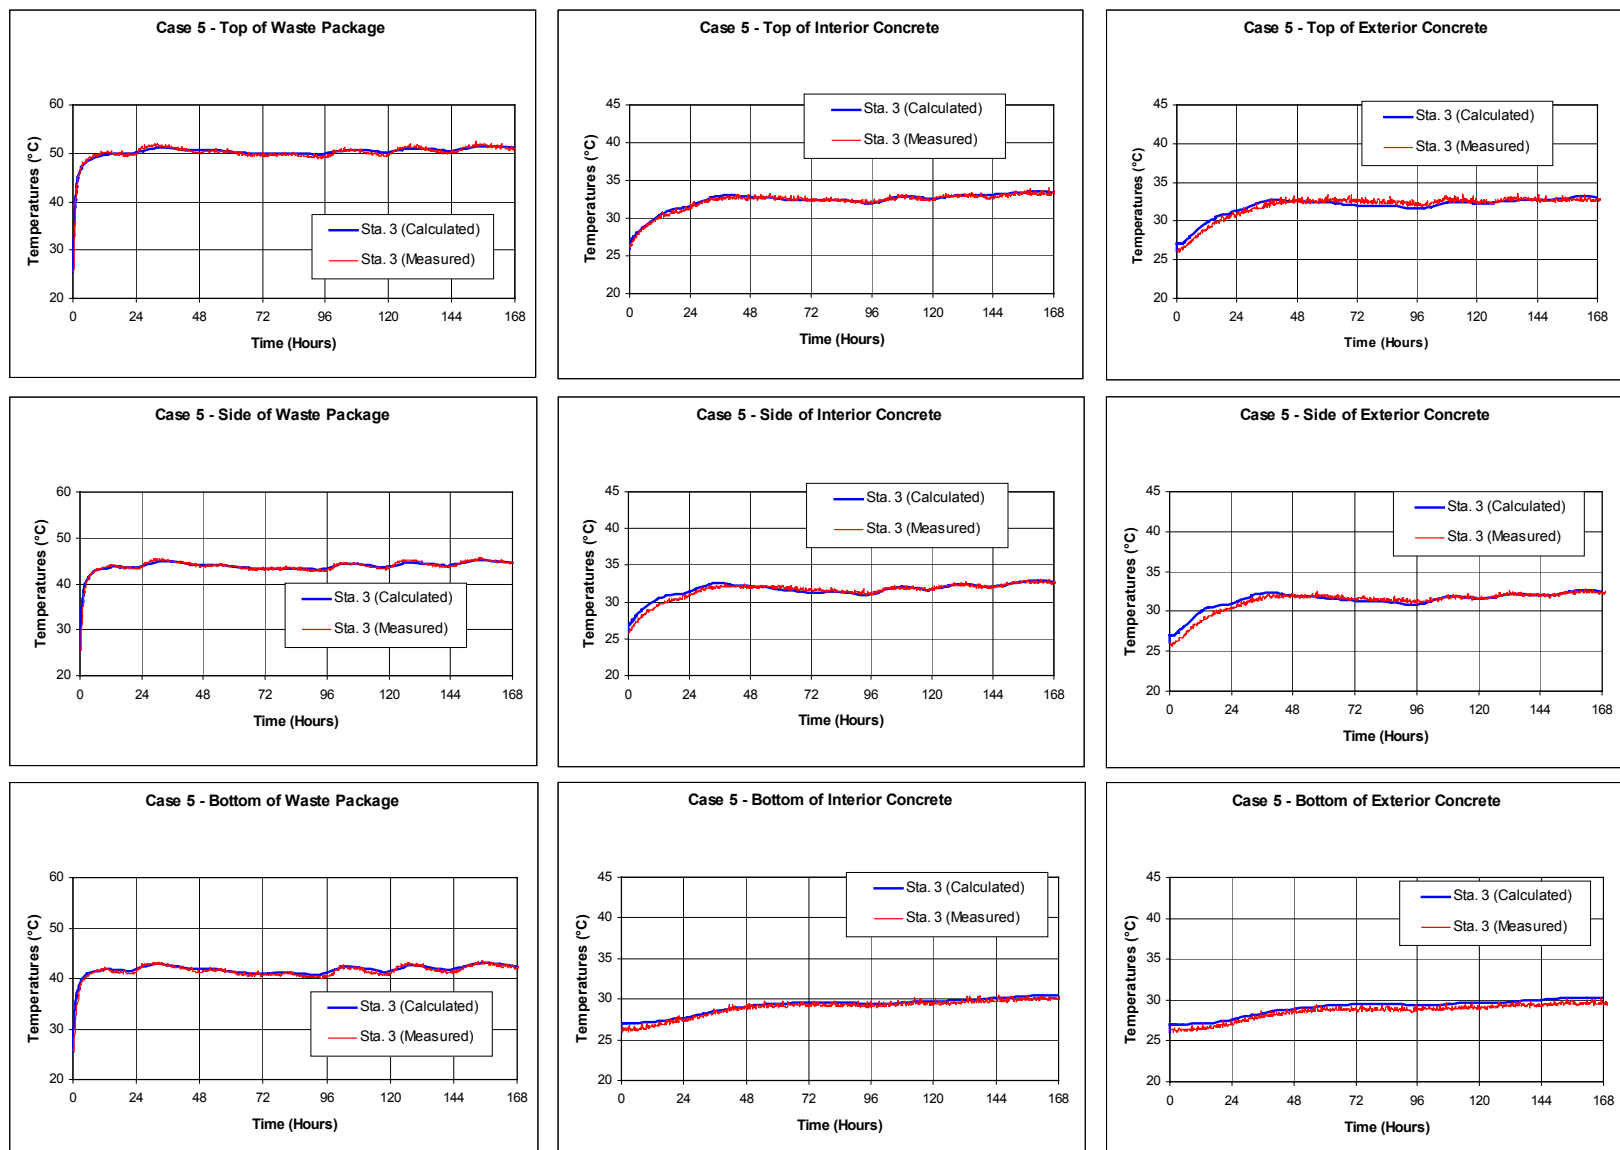 Case 5 - Top of Waste Package
Temperatures (°C)
60
50
40
30
20
Sta. 3 (Calculated)
Sta. 3 (Measured)
0 24 48 72 96 120 144 168
Time (Hours)
Case 5 - Top of Interior Concrete
Temperatures (°C)
45
40
35
30
25
20
Sta. 3 (Calculated)
Sta. 3 (Measured)
0 24 48 72 96 120 144 168
Time (Hours)
Case 5 - Top of Exterior Concrete
Temperatures (°C)
45
40
35
30
25
20
Sta. 3 (Calculated)
Sta. 3 (Measured)
0 24 48 72 96 120 144 168
Time (Hours)
Case 5 - Side of Waste Package
Temperatures (°C)
60
50
40
30
20
Sta. 3 (Calculated)
Sta. 3 (Measured)
0 24 48 72 96 120 144 168
Time (Hours)
Case 5 - Side of Interior Concrete
Temperatures (°C)
45
40
35
30
25
20
Sta. 3 (Calculated)
Sta. 3 (Measured)
0 24 48 72 96 120 144 168
Time (Hours)
Case 5 - Side of Exterior Concrete
Temperatures (°C)
45
40
35
30
25
20
Sta. 3 (Calculated)
Sta. 3 (Measured)
0 24 48 72 96 120 144 168
Time (Hours)
Case 5 - Bottom of Waste Package
Temperatures (°C)
60
50
40
30
20
Sta. 3 (Calculated)
Sta. 3 (Measured)
0 24 48 72 96 120 144 168
Time (Hours)
Case 5 - Bottom of Interior Concrete
Temperatures (°C)
45
40
35
30
25
20
Sta. 3 (Calculated)
Sta. 3 (Measured)
0 24 48 72 96 120 144 168
Time (Hours)
Case 5 - Bottom of Exterior Concrete
Temperatures (°C)
45
40
35
30
25
20
Sta. 3 (Calculated)
Sta. 3 (Measured)
0 24 48 72 96 120 144 168
Time (Hours)